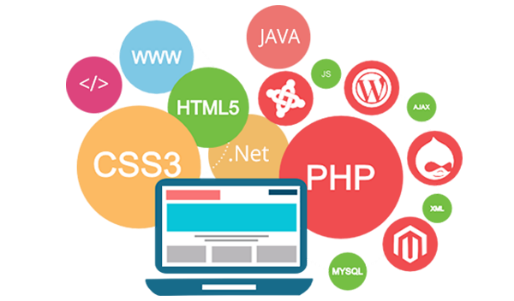 JAVA
WWW
JS
</>
HTML5
AJAX
CSS3
.Net
PHP
XML
MYSQL